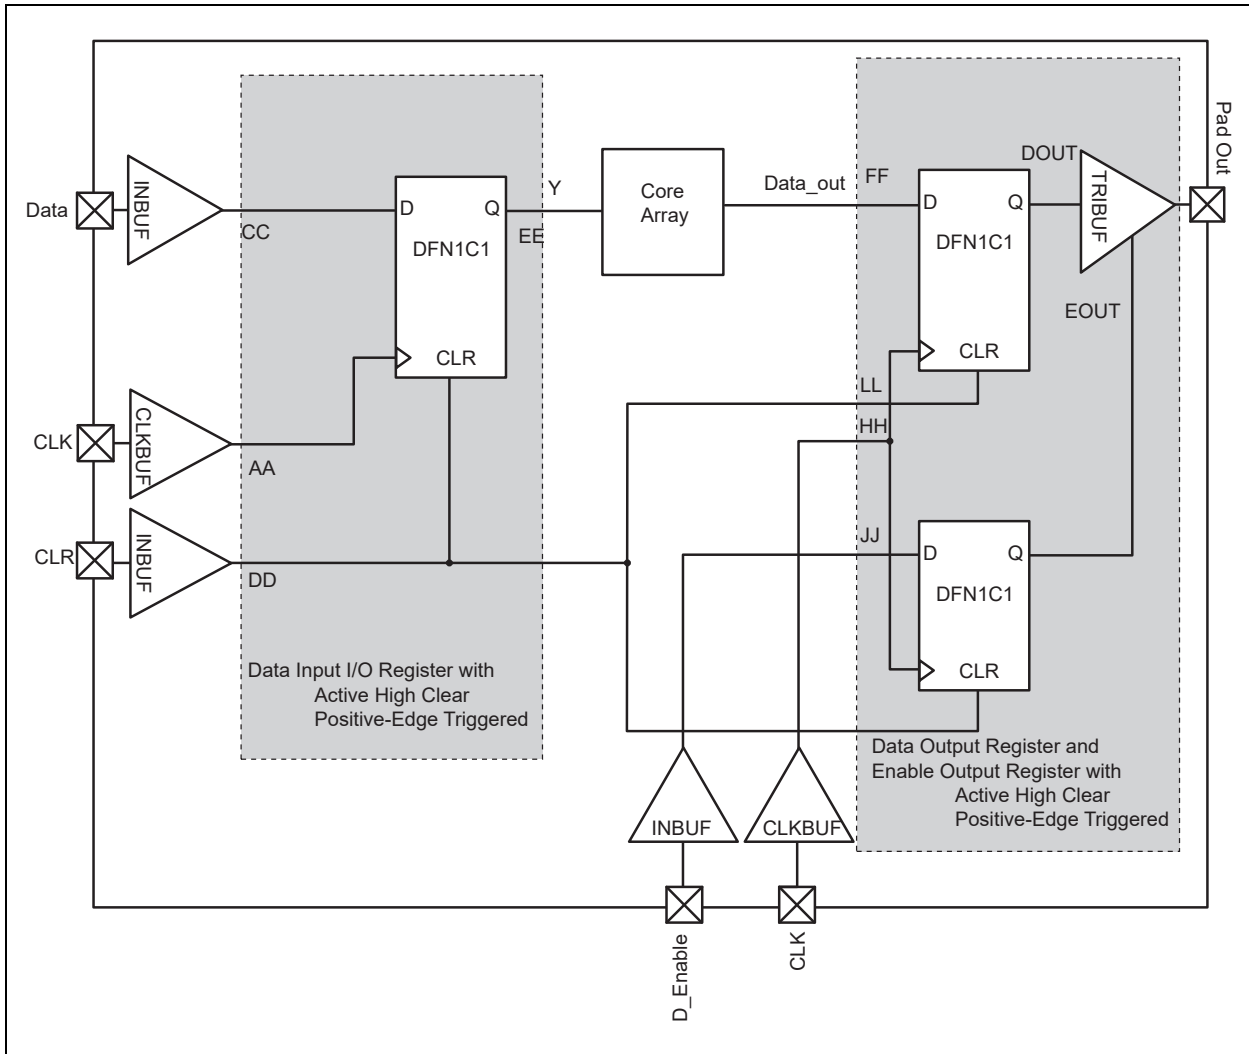 Pad Out
DOUT
INBUF
Y
Core
Array
Data_out
FF
TRIBUF
Data
D
Q
D
Q
CC
EE
DFN1C1
DFN1C1
EOUT
CLR
CLR
LL
CLKBUF
HH
CLK
AA
INBUF
JJ
CLR
D
Q
DD
DFN1C1
CLR
Data Input I/O Register with
Active High Clear
Positive-Edge Triggered
Data Output Register and
Enable Output Register with
Active High Clear
Positive-Edge Triggered
INBUF
CLKBUF
D_Enable
CLK